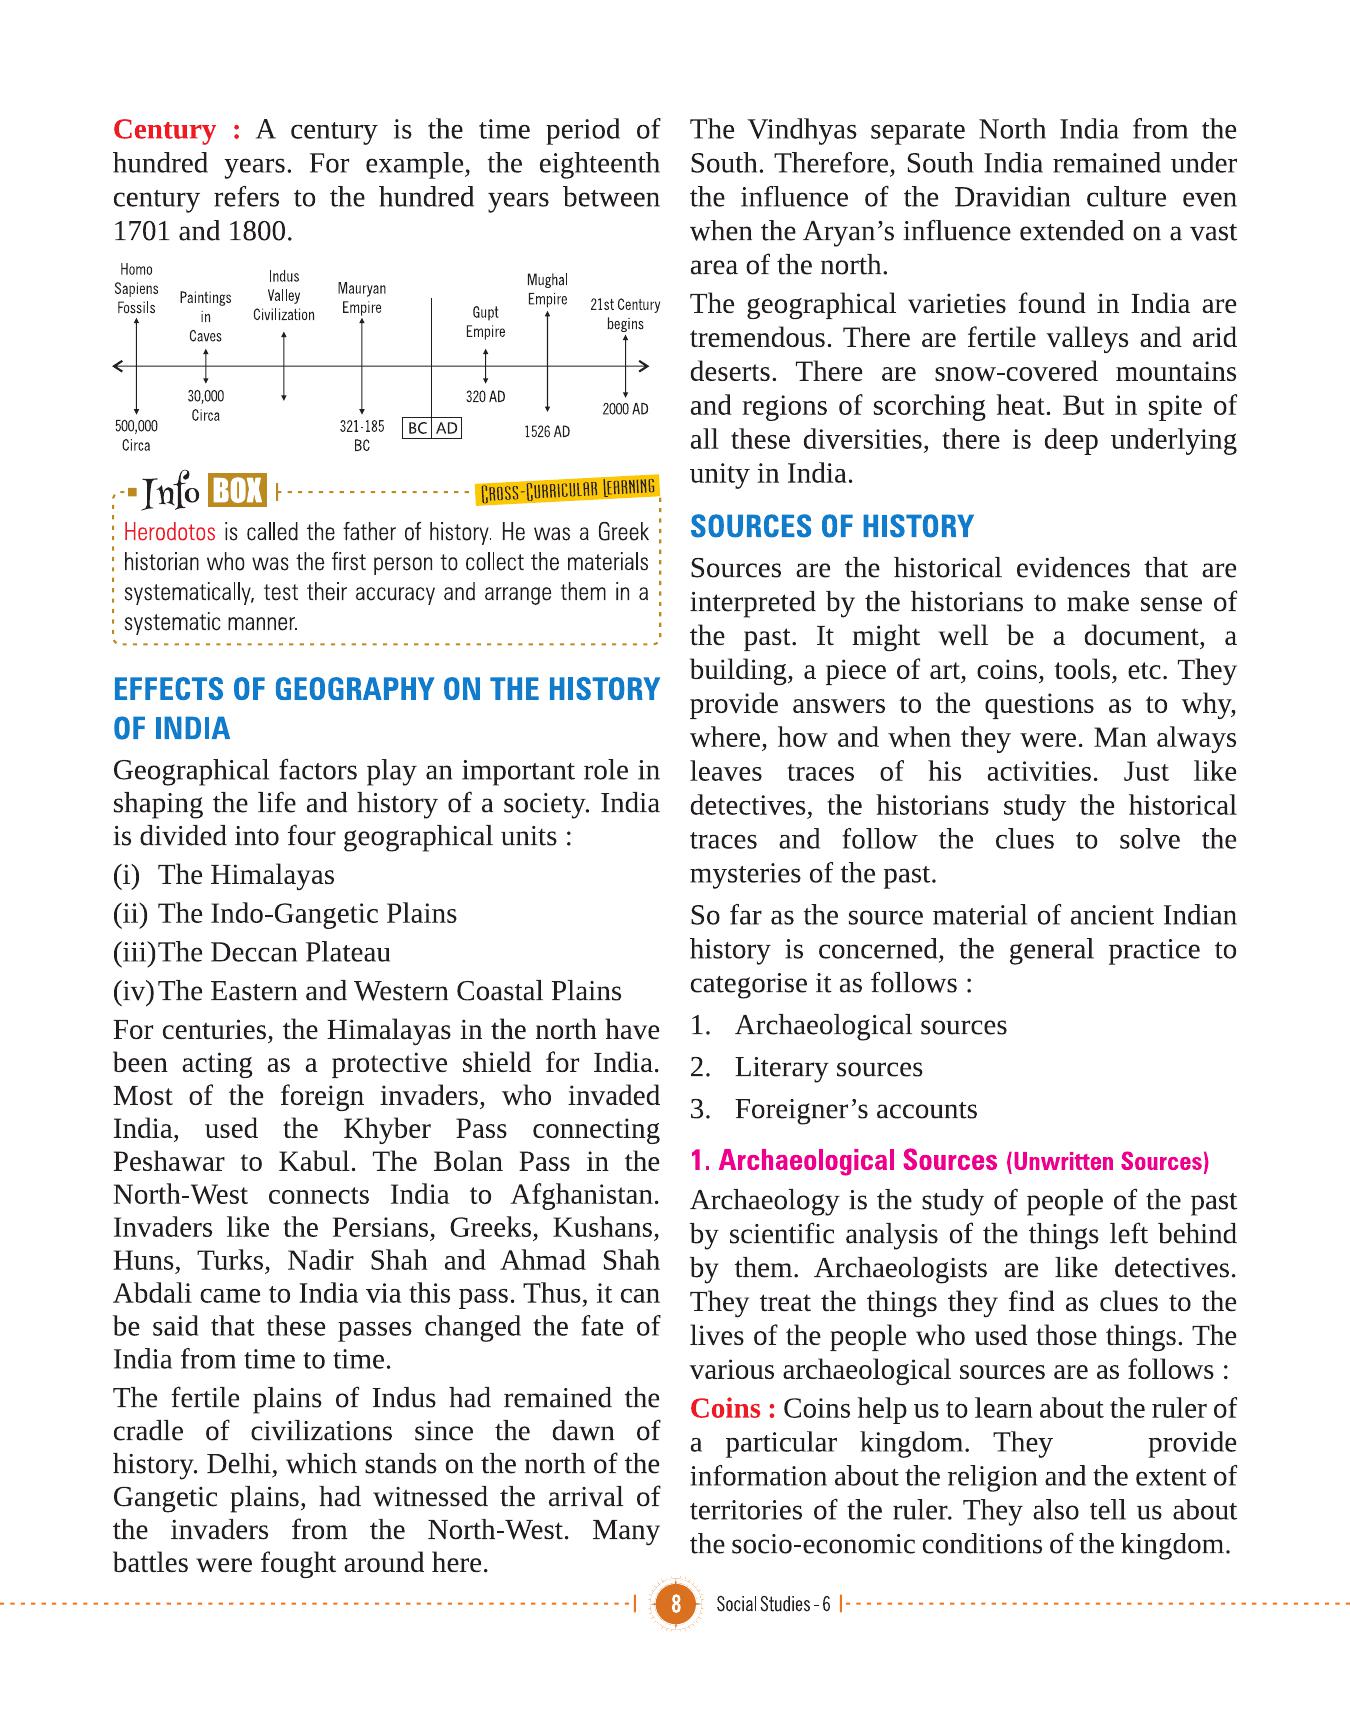 Century : A century is the time period of
hundred years. For example, the eighteenth
century refers to the hundred years between
1701 and 1800.
Homo
Sapiens
Fossils
Paintings
in
Caves
Indus
Valley
Civilization
Mauryan
Empire
Gupt
Empire
Mughal
Empire
21st Century
begins
500,000
Circa
30,000
Circa
321-185
BC
BC AD
320 AD
1526 AD
2000 AD
Info BOX
CROSS-CURRICULAR LEARNING
Herodotos is called the father of history. He was a Greek
historian who was the first person to collect the materials
systematically, test their accuracy and arrange them in a
systematic manner.
EFFECTS OF GEOGRAPHY ON THE HISTORY
OF INDIA
Geographical factors play an important role in
shaping the life and history of a society. India
is divided into four geographical units :
(i) The Himalayas
(ii) The Indo-Gangetic Plains
(iii) The Deccan Plateau
(iv) The Eastern and Western Coastal Plains
For centuries, the Himalayas in the north have
been acting as a protective shield for India.
Most of the foreign invaders, who invaded
India, used the Khyber Pass connecting
Peshawar to Kabul. The Bolan Pass in the
North-West connects India to Afghanistan.
Invaders like the Persians, Greeks, Kushans,
Huns, Turks, Nadir Shah and Ahmad Shah
Abdali came to India via this pass. Thus, it can
be said that these passes changed the fate of
India from time to time.
The fertile plains of Indus had remained the
cradle of civilizations since the dawn of
history. Delhi, which stands on the north of the
Gangetic plains, had witnessed the arrival of
the invaders from the North-West. Many
battles were fought around here.
The Vindhyas separate North India from the
South. Therefore, South India remained under
the influence of the Dravidian culture even
when the Aryan’s influence extended on a vast
area of the north.
The geographical varieties found in India are
tremendous. There are fertile valleys and arid
deserts. There are snow-covered mountains
and regions of scorching heat. But in spite of
all these diversities, there is deep underlying
unity in India.
SOURCES OF HISTORY
Sources are the historical evidences that are
interpreted by the historians to make sense of
the past. It might well be a document, a
building, a piece of art, coins, tools, etc. They
provide answers to the questions as to why,
where, how and when they were. Man always
leaves traces of his activities. Just like
detectives, the historians study the historical
traces and follow the clues to solve the
mysteries of the past.
So far as the source material of ancient Indian
history is concerned, the general practice to
categorise it as follows :
1. Archaeological sources
2. Literary sources
3. Foreigner’s accounts
1. Archaeological Sources (Unwritten Sources)
Archaeology is the study of people of the past
by scientific analysis of the things left behind
by them. Archaeologists are like detectives.
They treat the things they find as clues to the
lives of the people who used those things. The
various archaeological sources are as follows :
Coins : Coins help us to learn about the ruler of
a particular kingdom. They provide
information about the religion and the extent of
territories of the ruler. They also tell us about
the socio-economic conditions of the kingdom.
8 Social Studies - 6